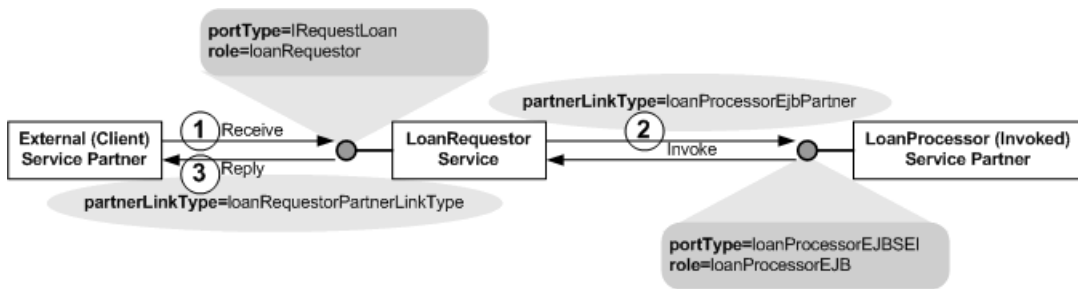 portType=IRequestLoan
role=loanRequestor
partnerLinkType=loanProcessorEjbPartner
External (Client)
Service Partner
1
Receive
LoanRequestor
Service
2
Invoke
LoanProcessor (Invoked)
Service Partner
3
Reply
partnerLinkType=loanRequestorPartnerLinkType
portType=loanProcessorEJBSEI
role=loanProcessorEJB